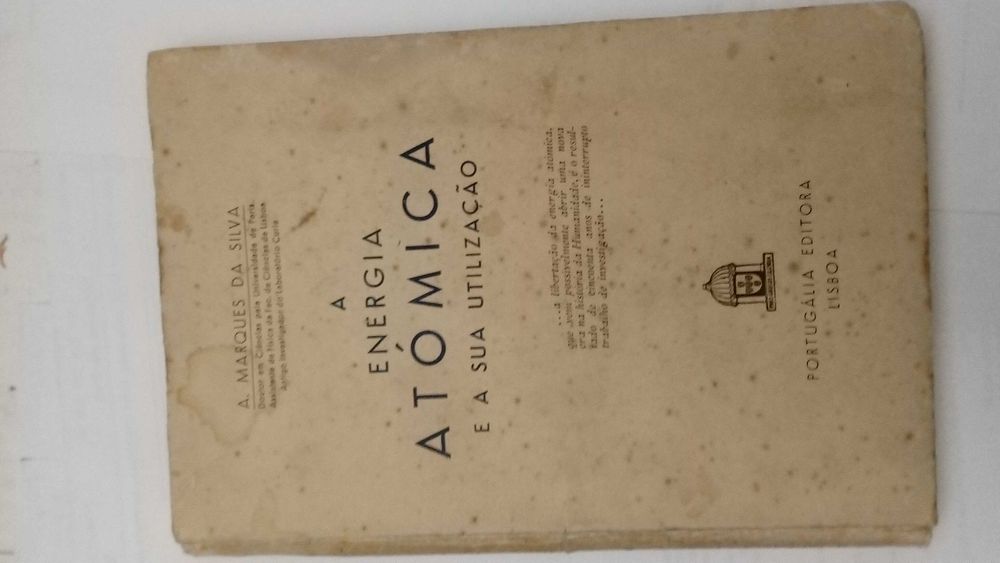 A. MARQUES DA SILVA
Doutor em Ciências pela Universidade de Paris
Assistente de Física da Fac. de Ciências de Lisboa
Antigo investigador do Laboratório Curie
A
ENERGIA
ATÓMICA
E A SUA UTILIZAÇÃO
...a libertação da energia atómica,
que vem possivelmente abrir uma nova
era na história da Humanidade, é o resul-
tado de cincoenta anos de ininterrupto
trabalho de investigação...
PORTUGÁLIA EDITORA
LISBOA